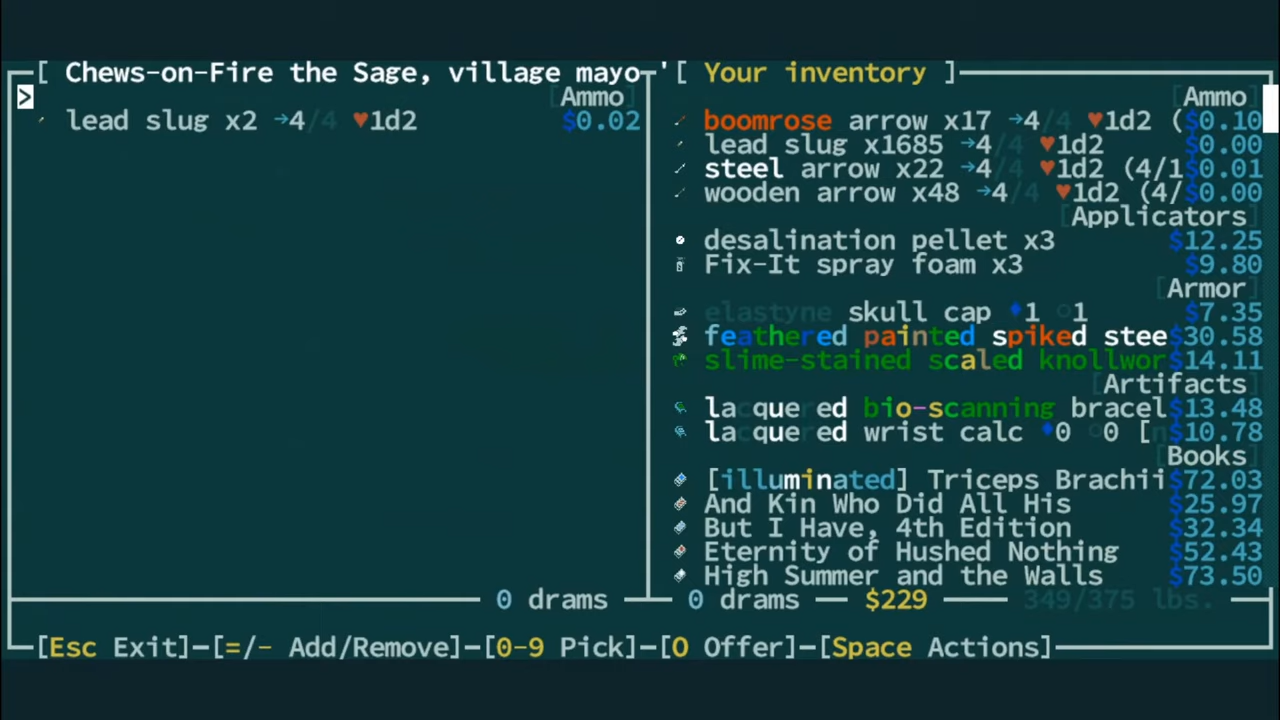 [ Chews-on-Fire the Sage, village mayo
[Ammo]
>
lead slug x2 →4/4 ♥1d2 $0.02
0 drams
[ Your inventory ]
[Ammo]
boomrose arrow x17 →4/4 ♥1d2 ( $0.10
lead slug x1685 →4/4 ♥1d2 $0.00
steel arrow x22 →4/4 ♥1d2 (4/1 $0.01
wooden arrow x48 →4/4 ♥1d2 (4/ $0.00
[Applicators]
desalination pellet x3 $12.25
Fix-It spray foam x3 $9.80
[Armor]
elastyne skull cap ♦1 ○1 $7.35
feathered painted spiked stee $30.58
slime-stained scaled knollwor $14.11
[Artifacts]
lacquered bio-scanning bracel $13.48
lacquered wrist calc ♦0 ○0 [n $10.78
[Books]
[illuminated] Triceps Brachii $72.03
And Kin Who Did All His $25.97
But I Have, 4th Edition $32.34
Eternity of Hushed Nothing $52.43
High Summer and the Walls $73.50
0 drams — $229 — 349/375 lbs.
[Esc Exit]-[=/- Add/Remove]-[0-9 Pick]-[O Offer]-[Space Actions]